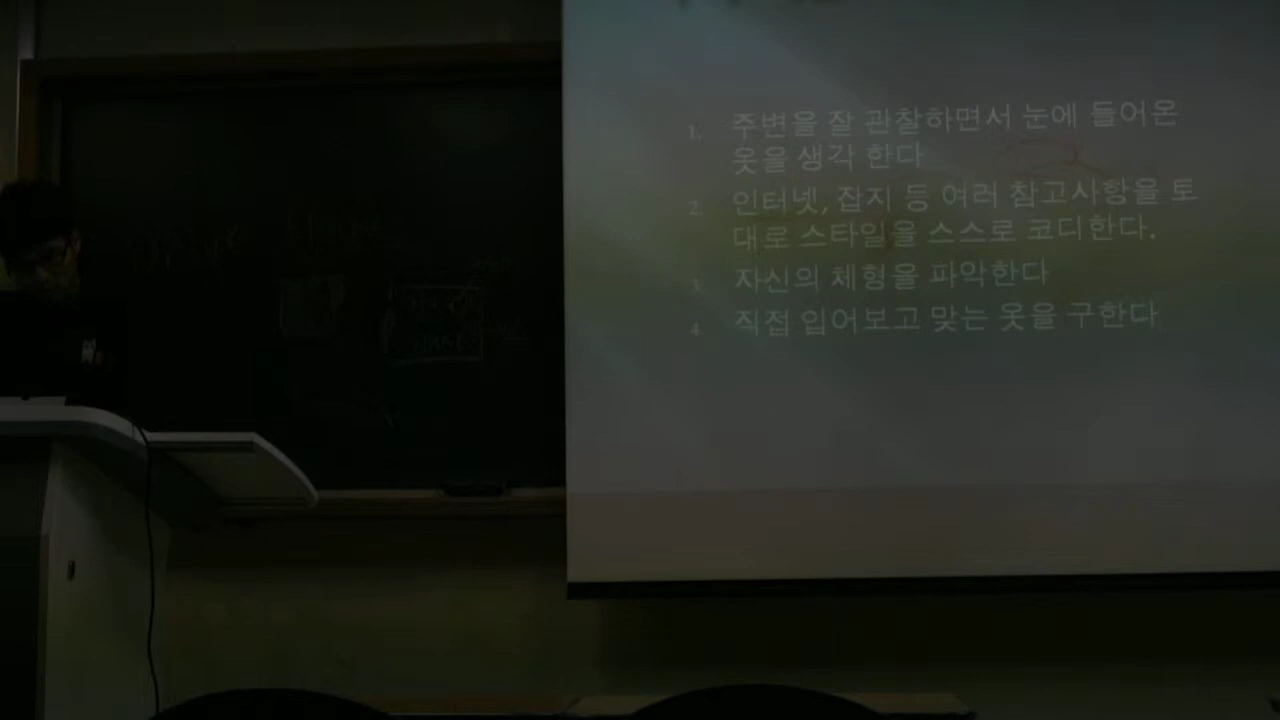 1. 주변을 잘 관찰하면서 눈에 들어온
옷을 생각 한다
2. 인터넷, 잡지 등 여러 참고사항을 토
대로 스타일을 스스로 코디한다.
3. 자신의 체형을 파악한다
4. 직접 입어보고 맞는 옷을 구한다